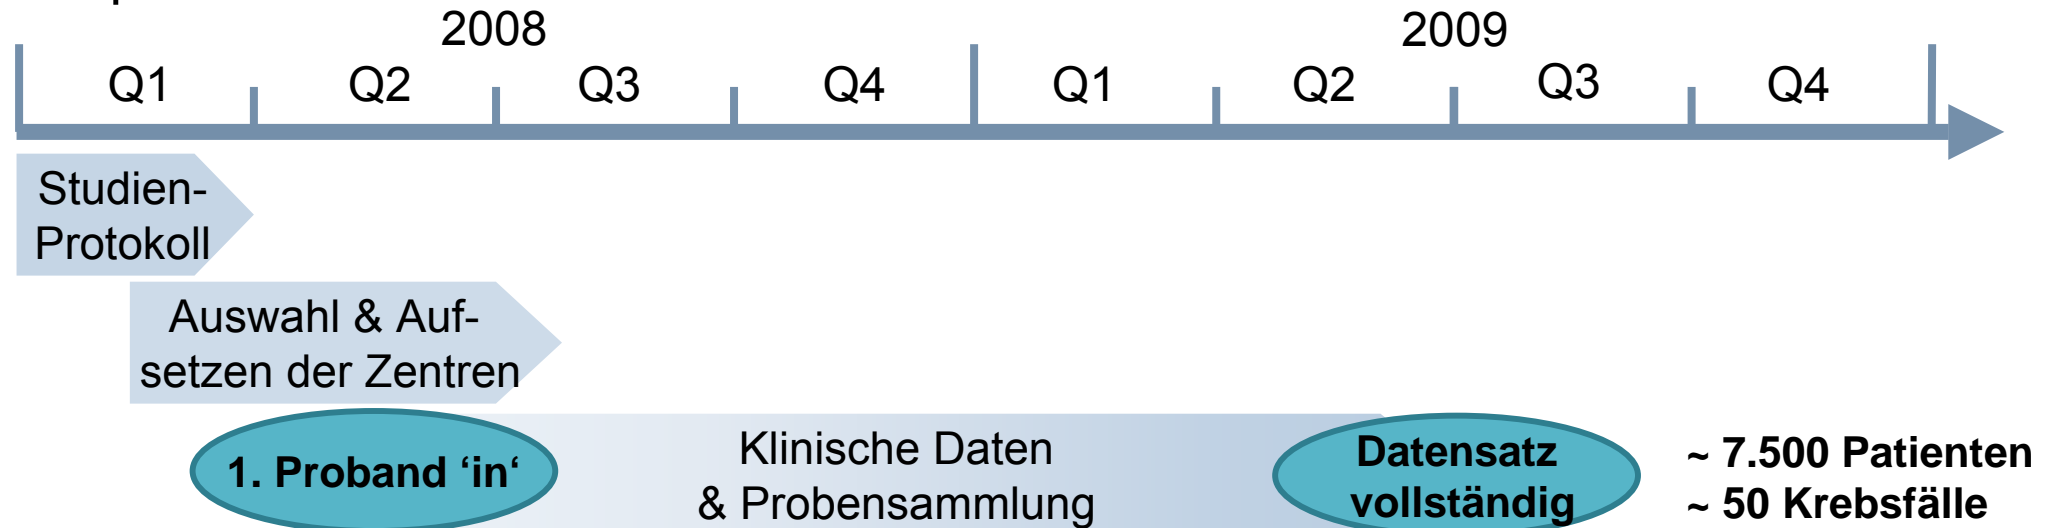 2008
2009
Q1
Q2
Q3
Q4
Q1
Q2
Q3
Q4
Studien-
Protokoll
Auswahl & Auf-
setzen der Zentren
1. Proband ‘in‘
Klinische Daten
& Probensammlung
Datensatz
vollständig
~ 7.500 Patienten
~ 50 Krebsfälle